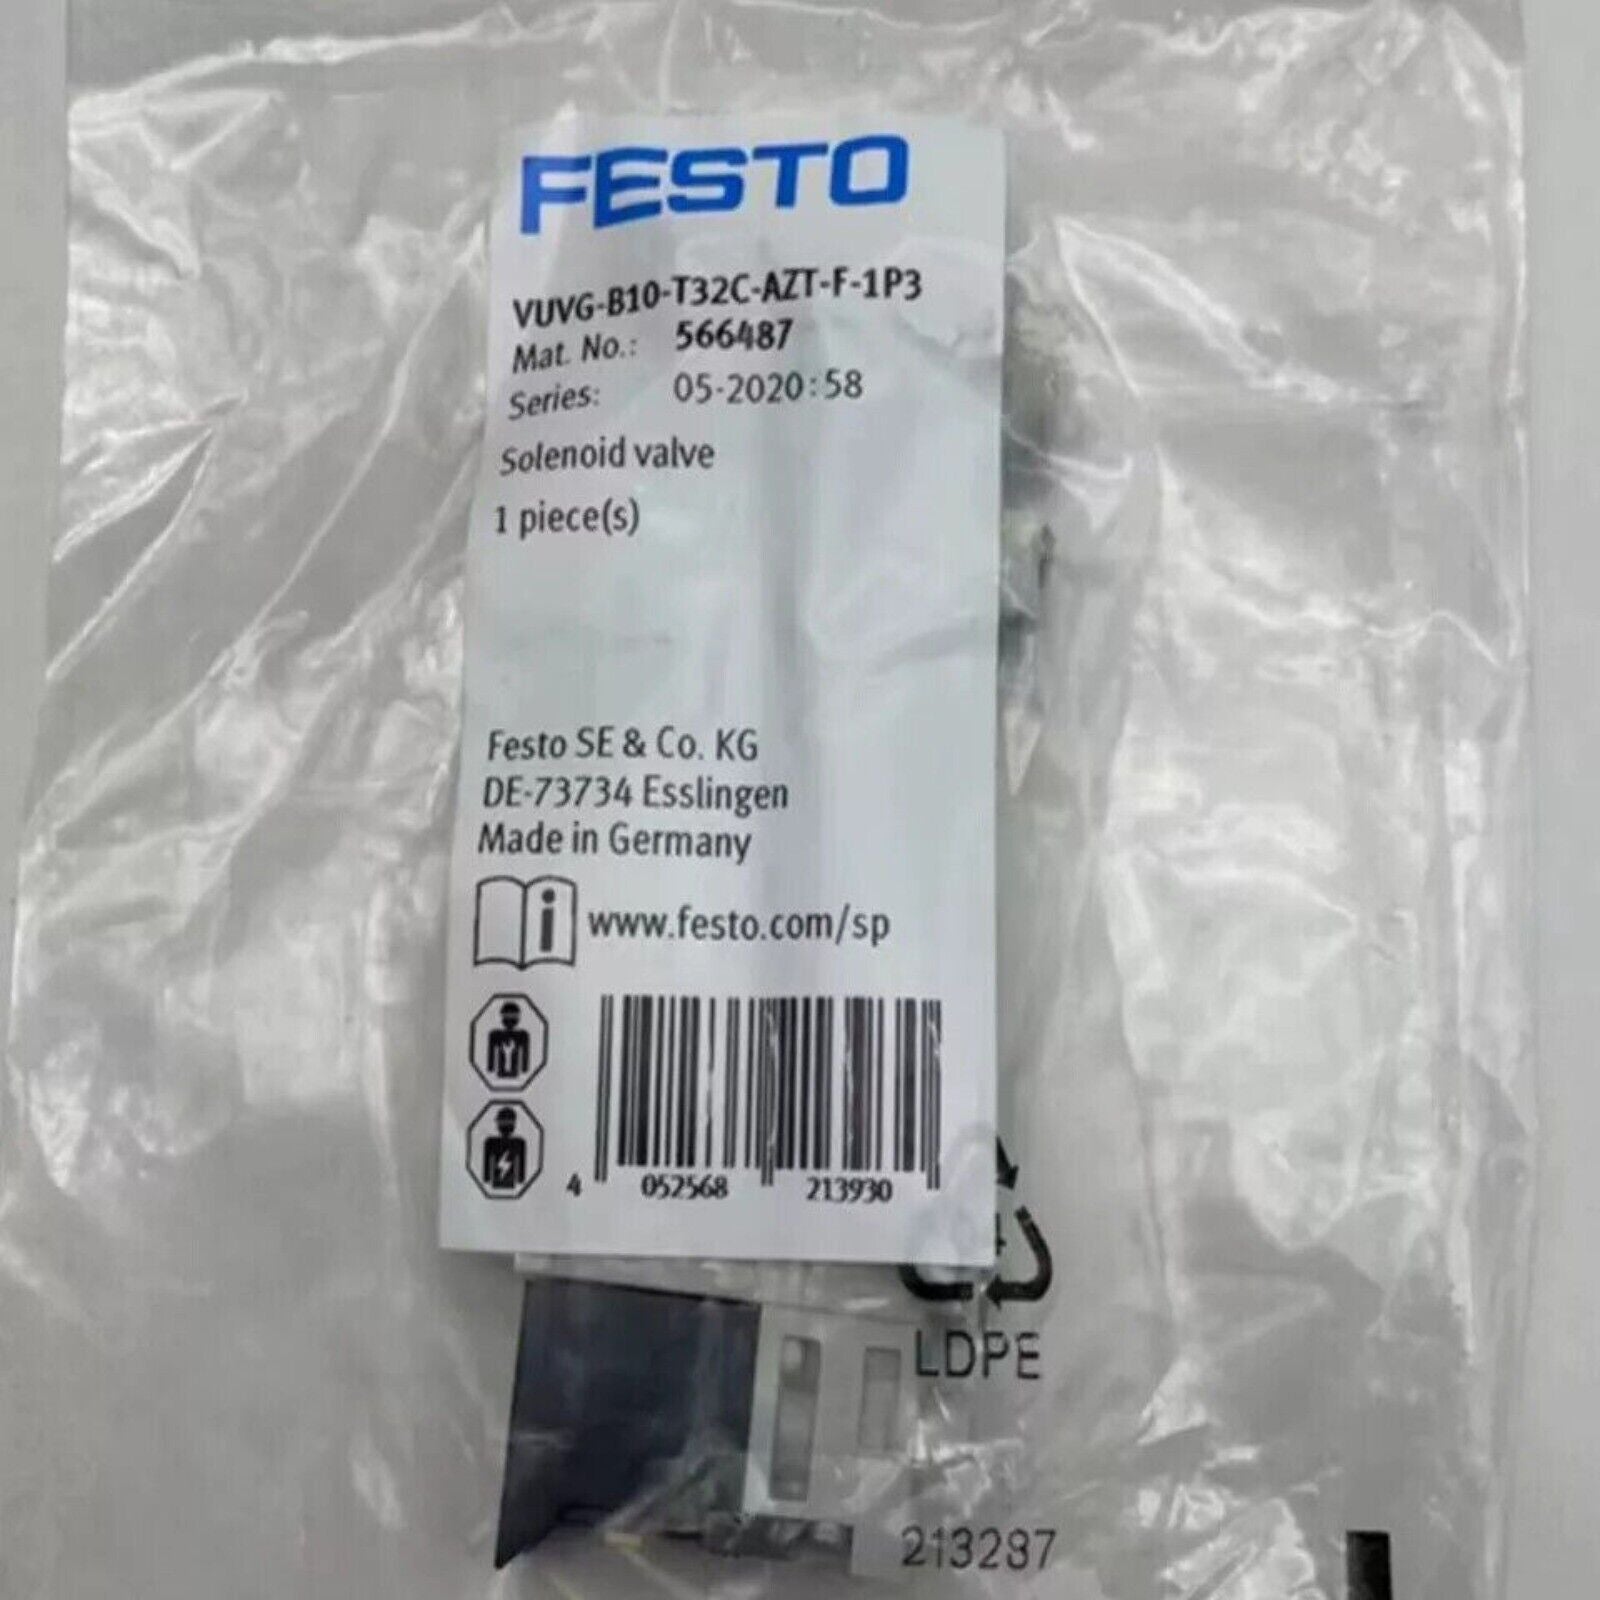 FESTO
VUVG-B10-T32C-AZT-F-1P3
Mat. No.: 566487
Series: 05-2020:58
Solenoid valve
1 piece(s)
Festo SE & Co. KG
DE-73734 Esslingen
Made in Germany
www.festo.com/sp
4 052568 213930
4
LDPE
213287